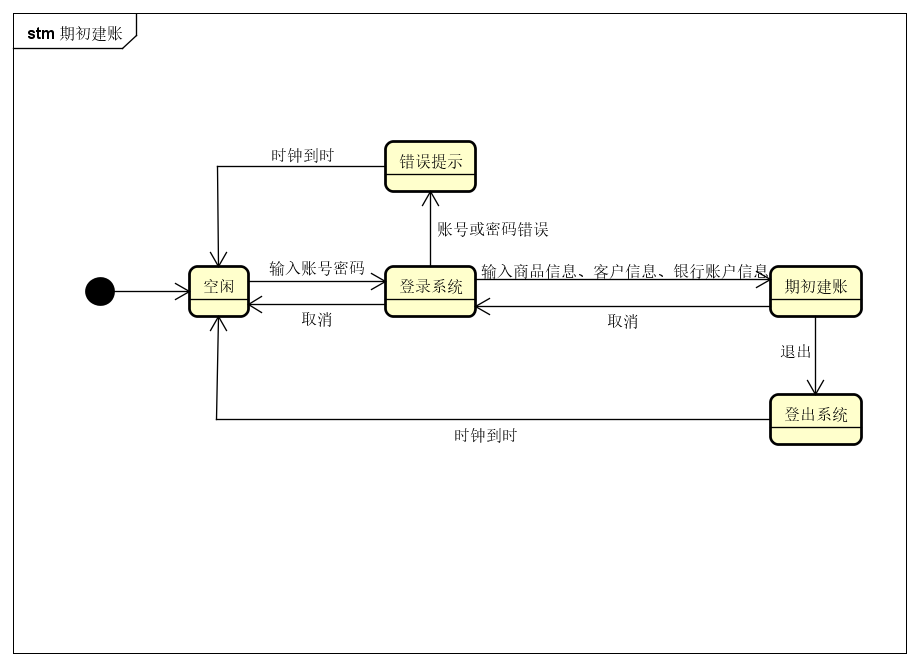 stm 期初建账
时钟到时
错误提示
账号或密码错误
空闲
输入账号密码
登录系统
输入商品信息、客户信息、银行账户信息
期初建账
取消
取消
退出
登出系统
时钟到时